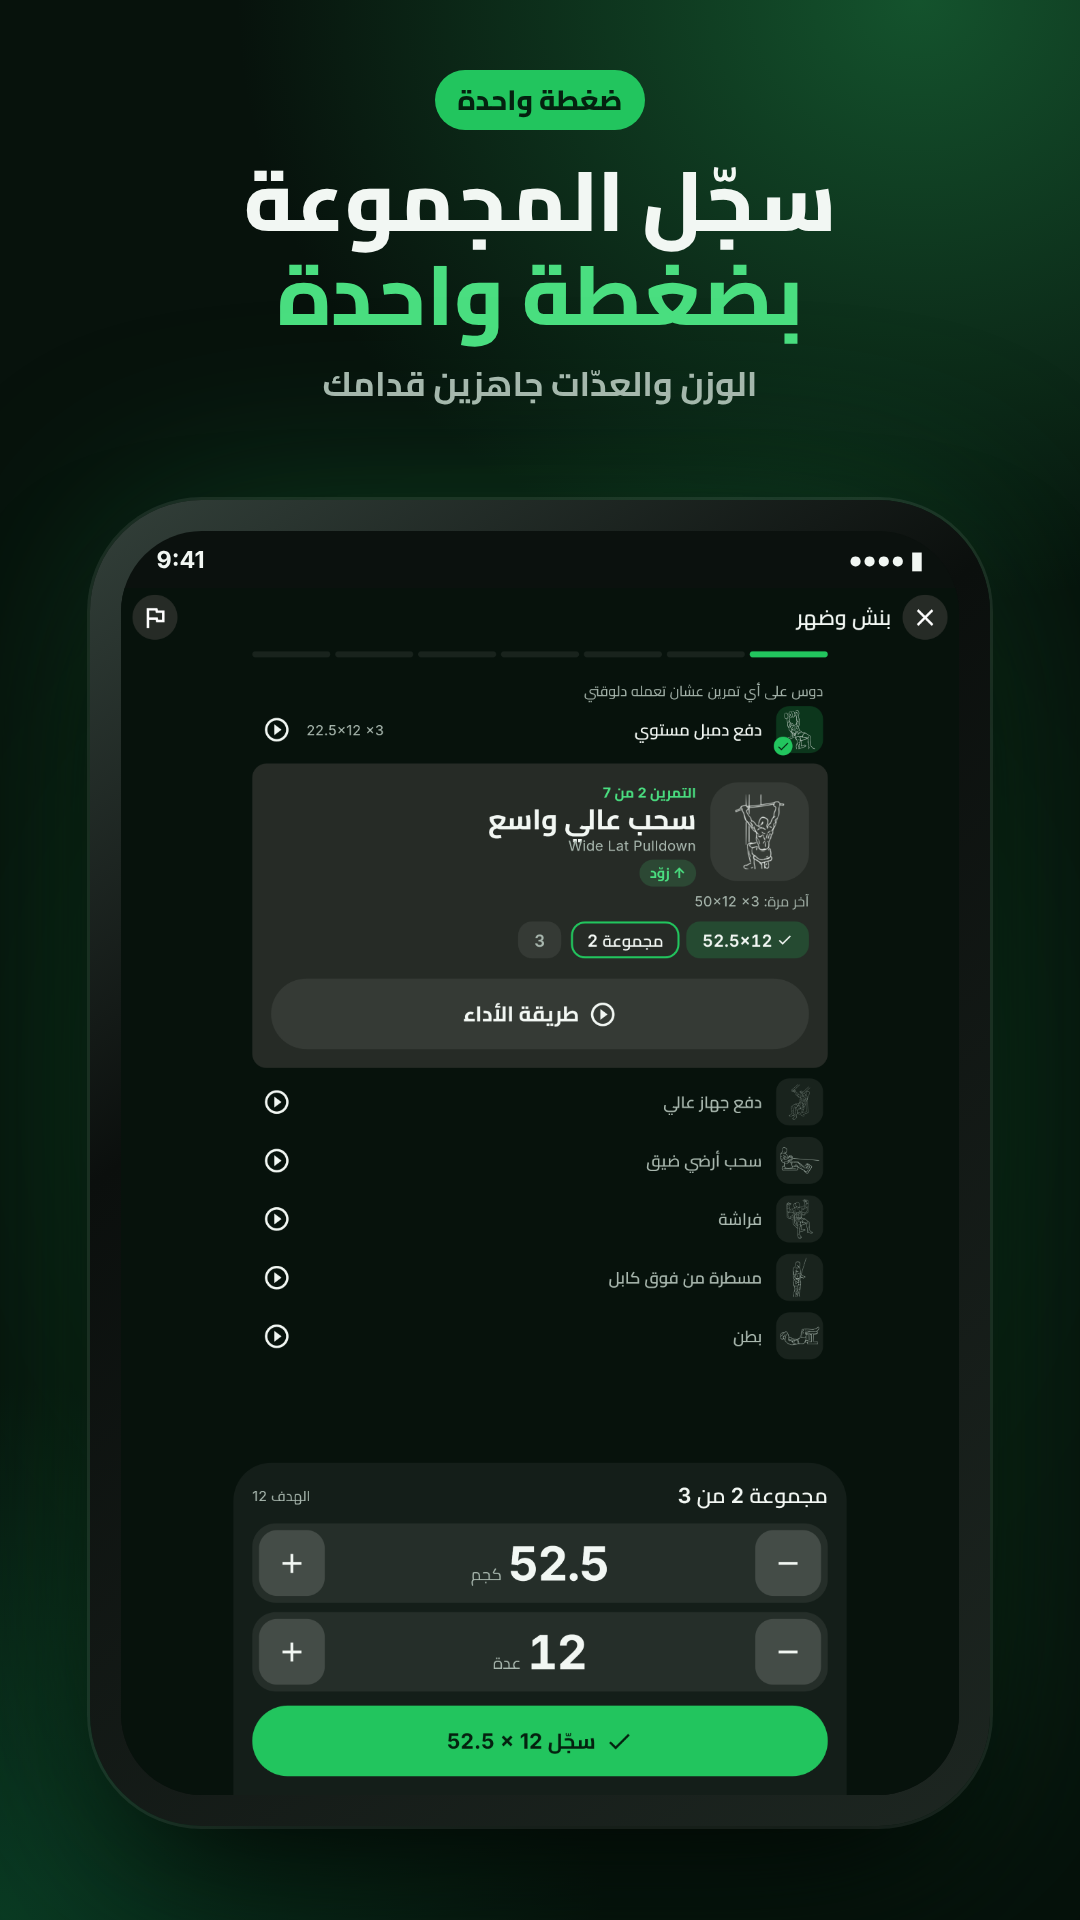 ضغطة واحدة
سجّل المجموعة
بضغطة واحدة
الوزن والعدّات جاهزين قدامك
9:41
بنش وضهر
دوس على أي تمرين عشان تعمله دلوقتي
دفع دمبل مستوي
22.5×12 ×3
التمرين 2 من 7
سحب عالي واسع
Wide Lat Pulldown
↑ زوّد
آخر مرة: 3× 12×50
✓ 52.5×12
مجموعة 2
3
طريقة الأداء
دفع جهاز عالي
سحب أرضي ضيق
فراشة
مسطرة من فوق كابل
بطن
مجموعة 2 من 3
الهدف 12
−
52.5 كجم
+
−
12 عدة
+
✓ سجّل 12 × 52.5